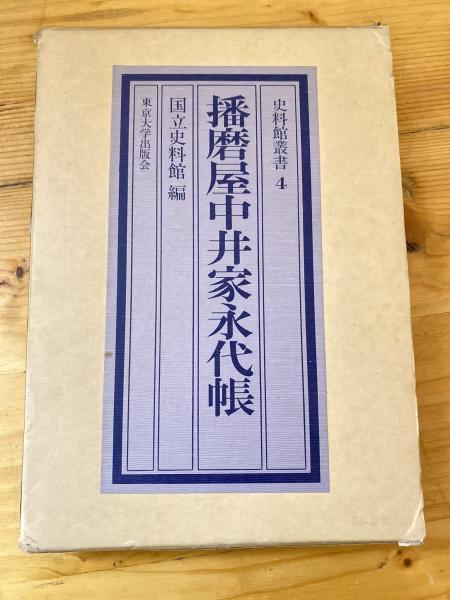 史料館叢書 4
播磨屋中井家永代帳
国立史料館 編
東京大学出版会